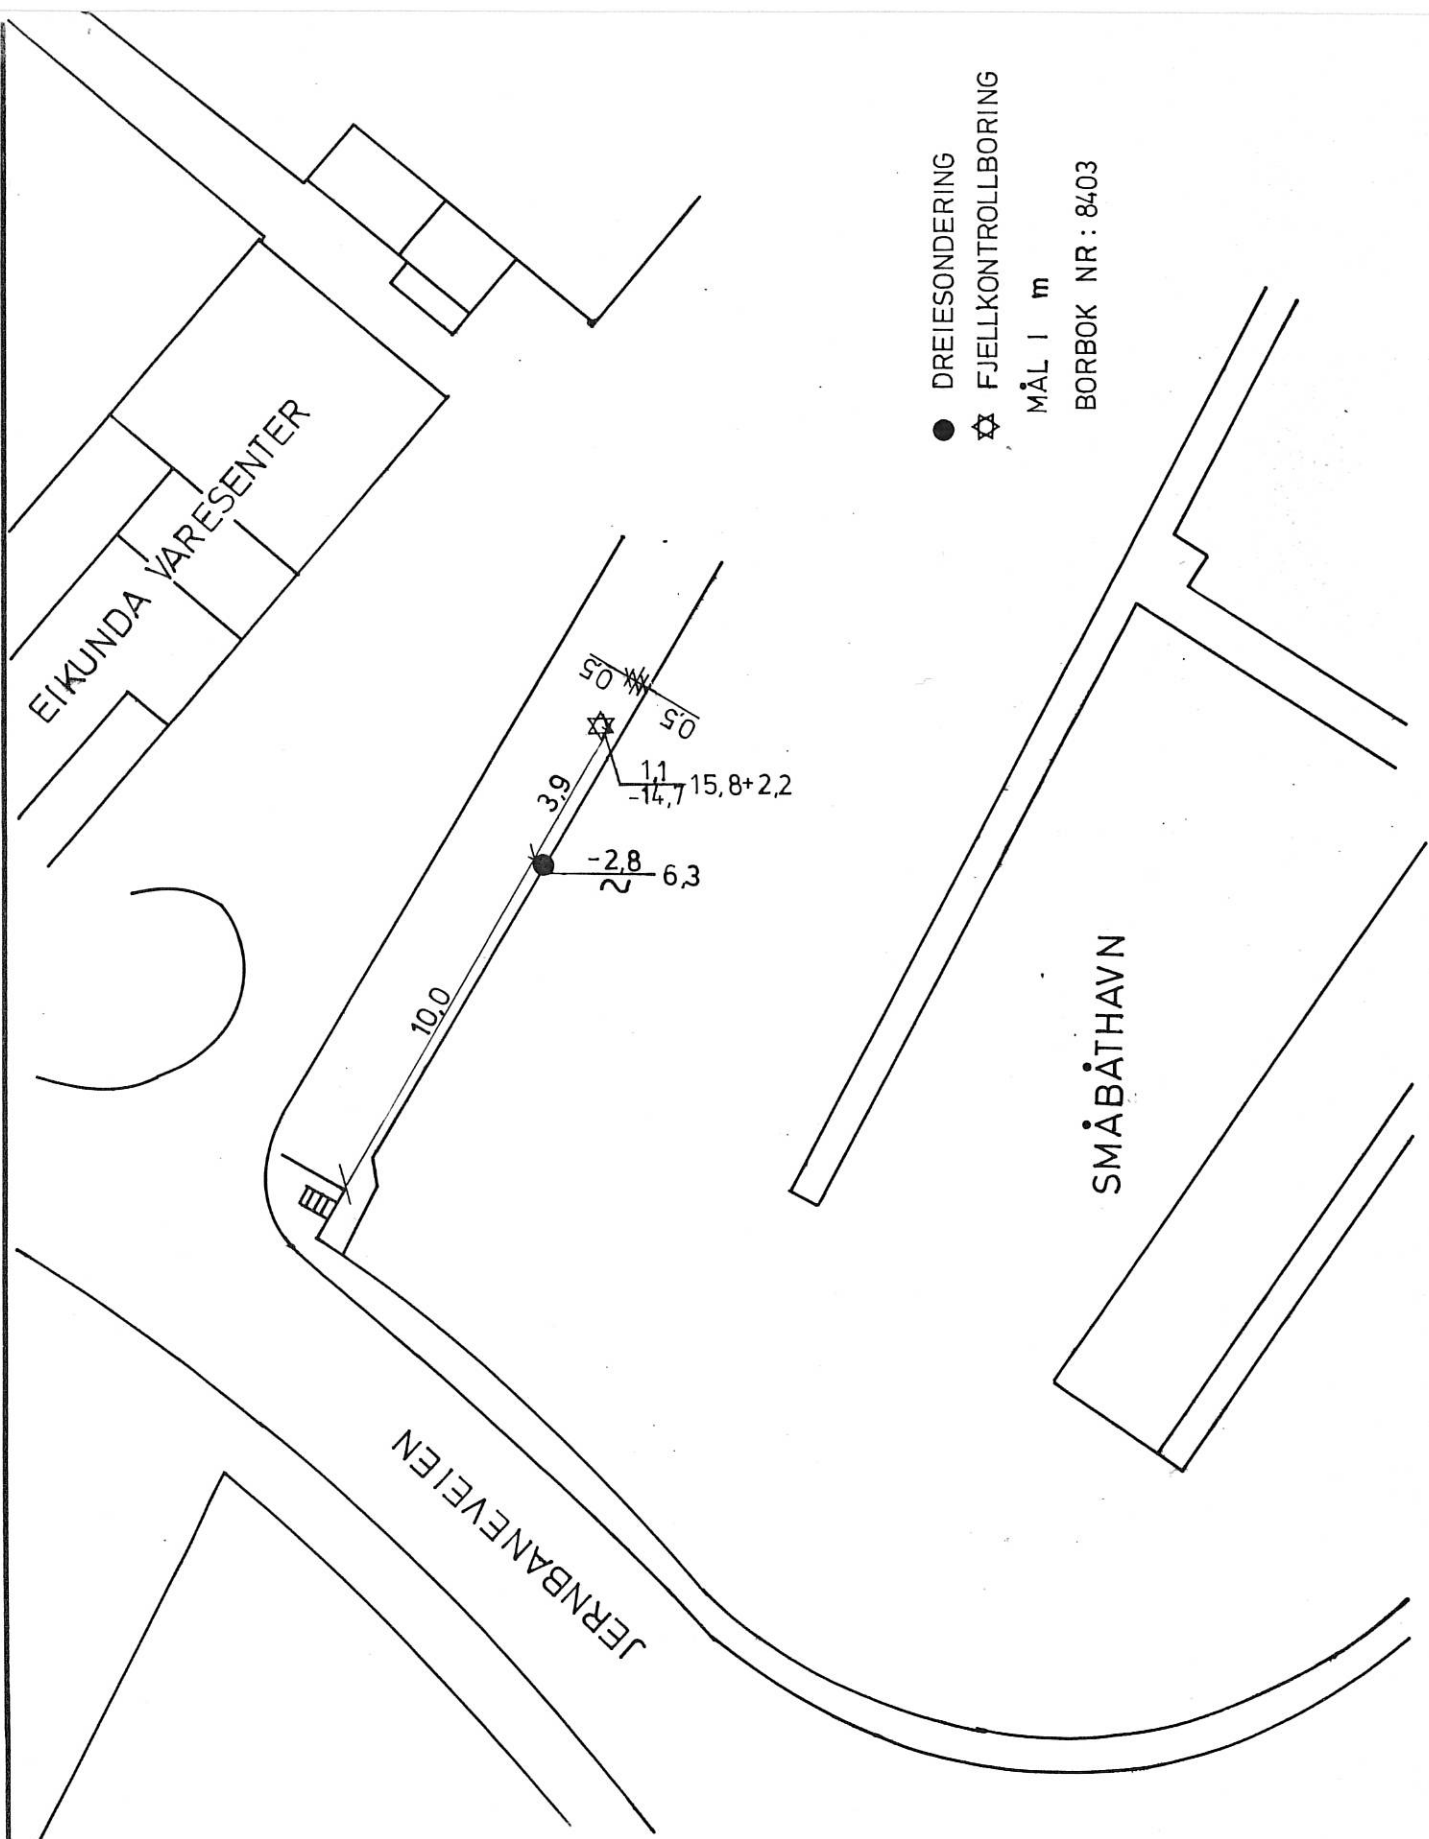 EIKUNDA VARESENTER
● DREIESONDERING
✡ FJELLKONTROLLBORING
MÅL I m
BORBOK NR: 8403
0,5
0,5
3,9
1,1
-14,7
15,8+2,2
-2,8
~
6,3
10,0
SMÅBÅTHAVN
JERNBANEVEIEN